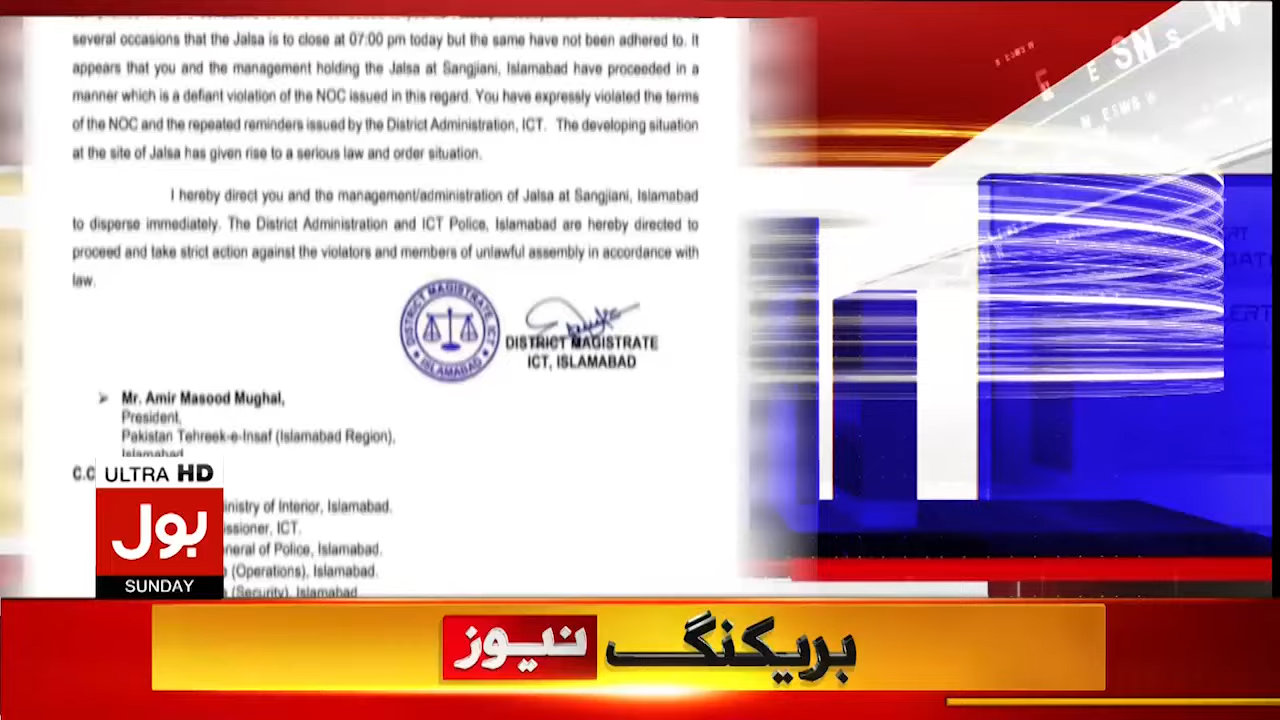 several occasions that the Jalsa is to close at 07:00 pm today but the same have not been adhered to. It
appears that you and the management holding the Jalsa at Sangjiani, Islamabad have proceeded in a
manner which is a defiant violation of the NOC issued in this regard. You have expressly violated the terms
of the NOC and the repeated reminders issued by the District Administration, ICT. The developing situation
at the site of Jalsa has given rise to a serious law and order situation.
I hereby direct you and the management/administration of Jalsa at Sangjiani, Islamabad
to disperse immediately. The District Administration and ICT Police, Islamabad are hereby directed to
proceed and take strict action against the violators and members of unlawful assembly in accordance with
law.
DISTRICT MAGISTRATE, ICT
ISLAMABAD
DISTRICT MAGISTRATE
ICT, ISLAMABAD
➢ Mr. Amir Masood Mughal,
President,
Pakistan Tehreek-e-Insaf (Islamabad Region),
Islamabad
C.C
inistry of Interior, Islamabad.
issioner, ICT.
neral of Police, Islamabad.
(Operations), Islamabad.
(Security), Islamabad
ULTRA HD
بول
SUNDAY
بریکنگ نیوز